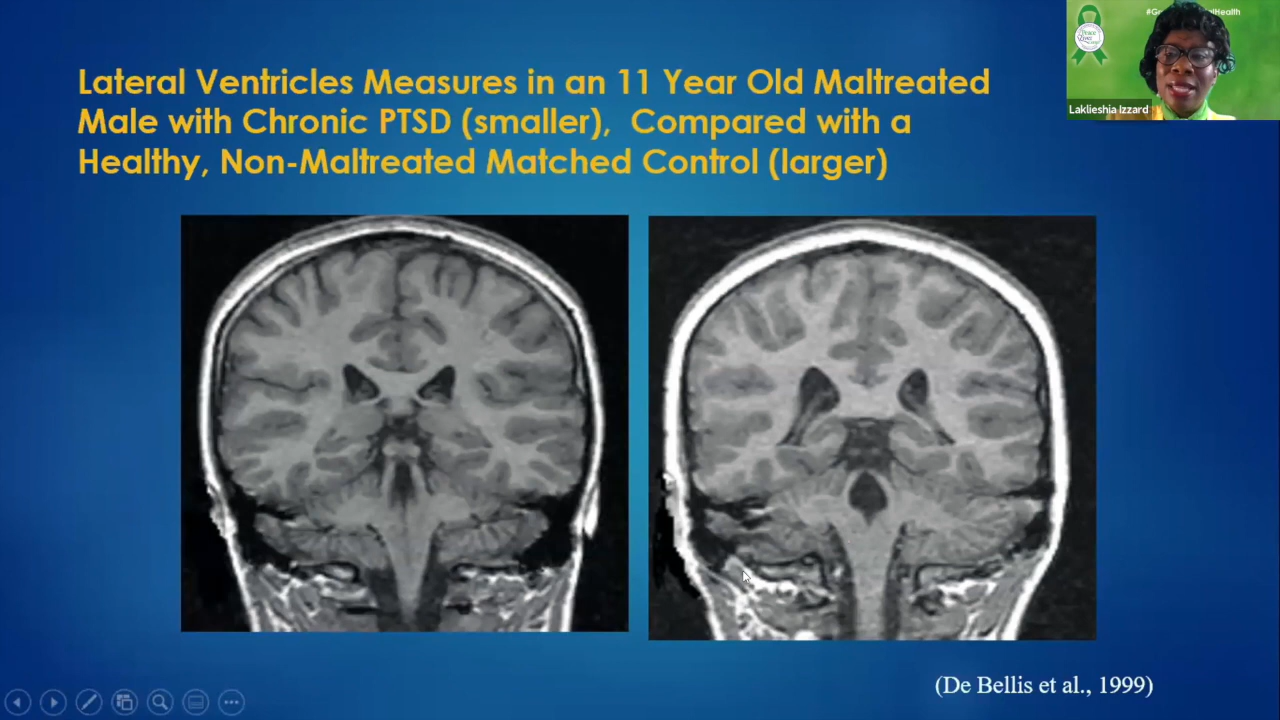 Lateral Ventricles Measures in an 11 Year Old Maltreated
Male with Chronic PTSD (smaller),  Compared with a
Healthy, Non-Maltreated Matched Control (larger)
Laklieshia Izzard
(De Bellis et al., 1999)